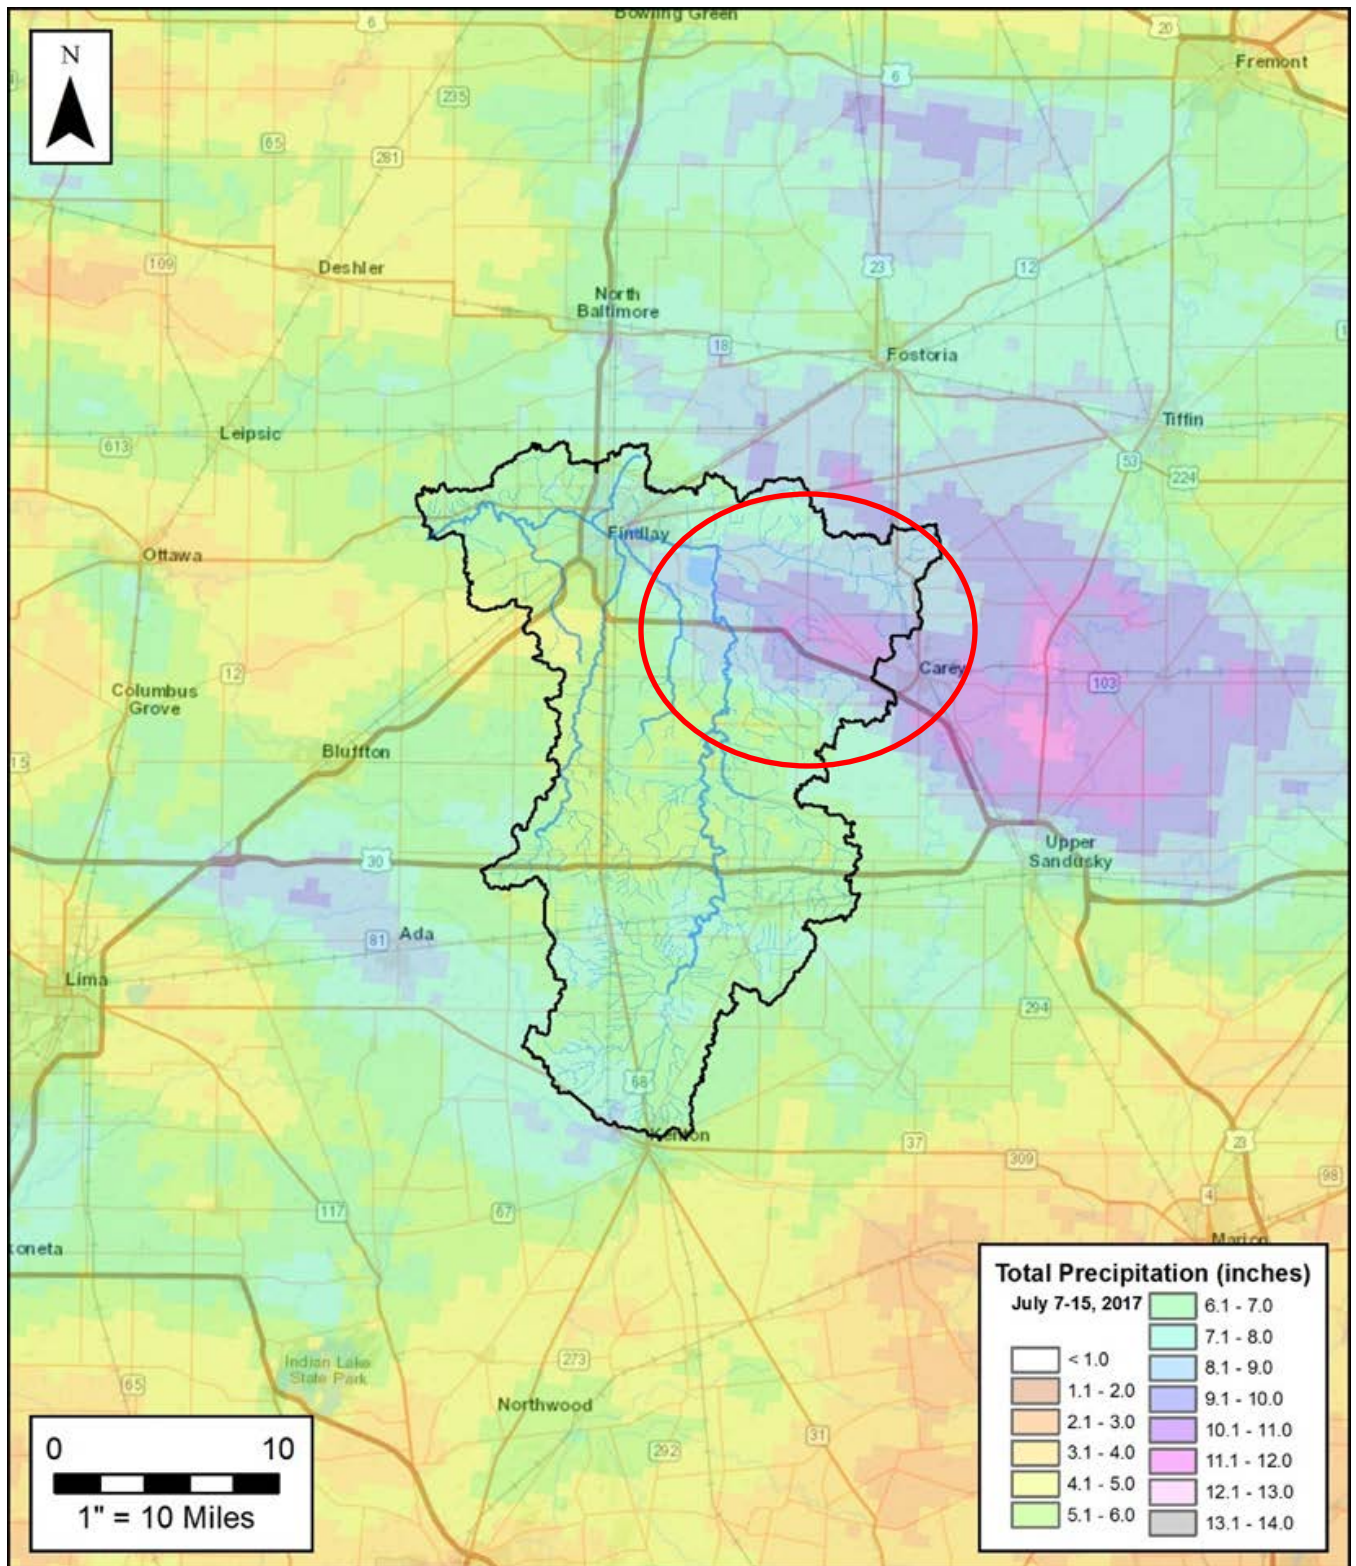 Bowling Green
6
20
N
Fremont
6
235
65
281
23
12
109
Deshler
North
Baltimore
18
Fostoria
Tiffin
Leipsic
613
53
224
Findlay
Ottawa
Carey
12
103
Columbus
Grove
Bluffton
15
Upper
Sandusky
30
Ada
81
Lima
294
68
Kenton
37
23
309
98
117
67
4
koneta
Marion
Total Precipitation (inches)
July 7-15, 2017
< 1.0
1.1 - 2.0
2.1 - 3.0
3.1 - 4.0
4.1 - 5.0
5.1 - 6.0
6.1 - 7.0
7.1 - 8.0
8.1 - 9.0
9.1 - 10.0
10.1 - 11.0
11.1 - 12.0
12.1 - 13.0
13.1 - 14.0
273
Indian Lake
State Park
65
Northwood
31
292
0 10
1" = 10 Miles